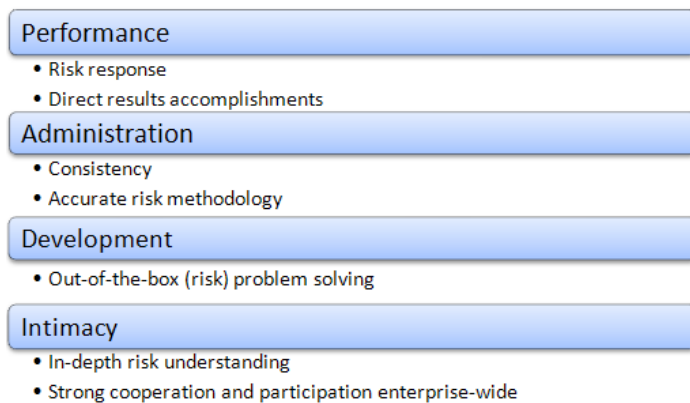 Performance
• Risk response
• Direct results accomplishments
Administration
• Consistency
• Accurate risk methodology
Development
• Out-of-the-box (risk) problem solving
Intimacy
• In-depth risk understanding
• Strong cooperation and participation enterprise-wide